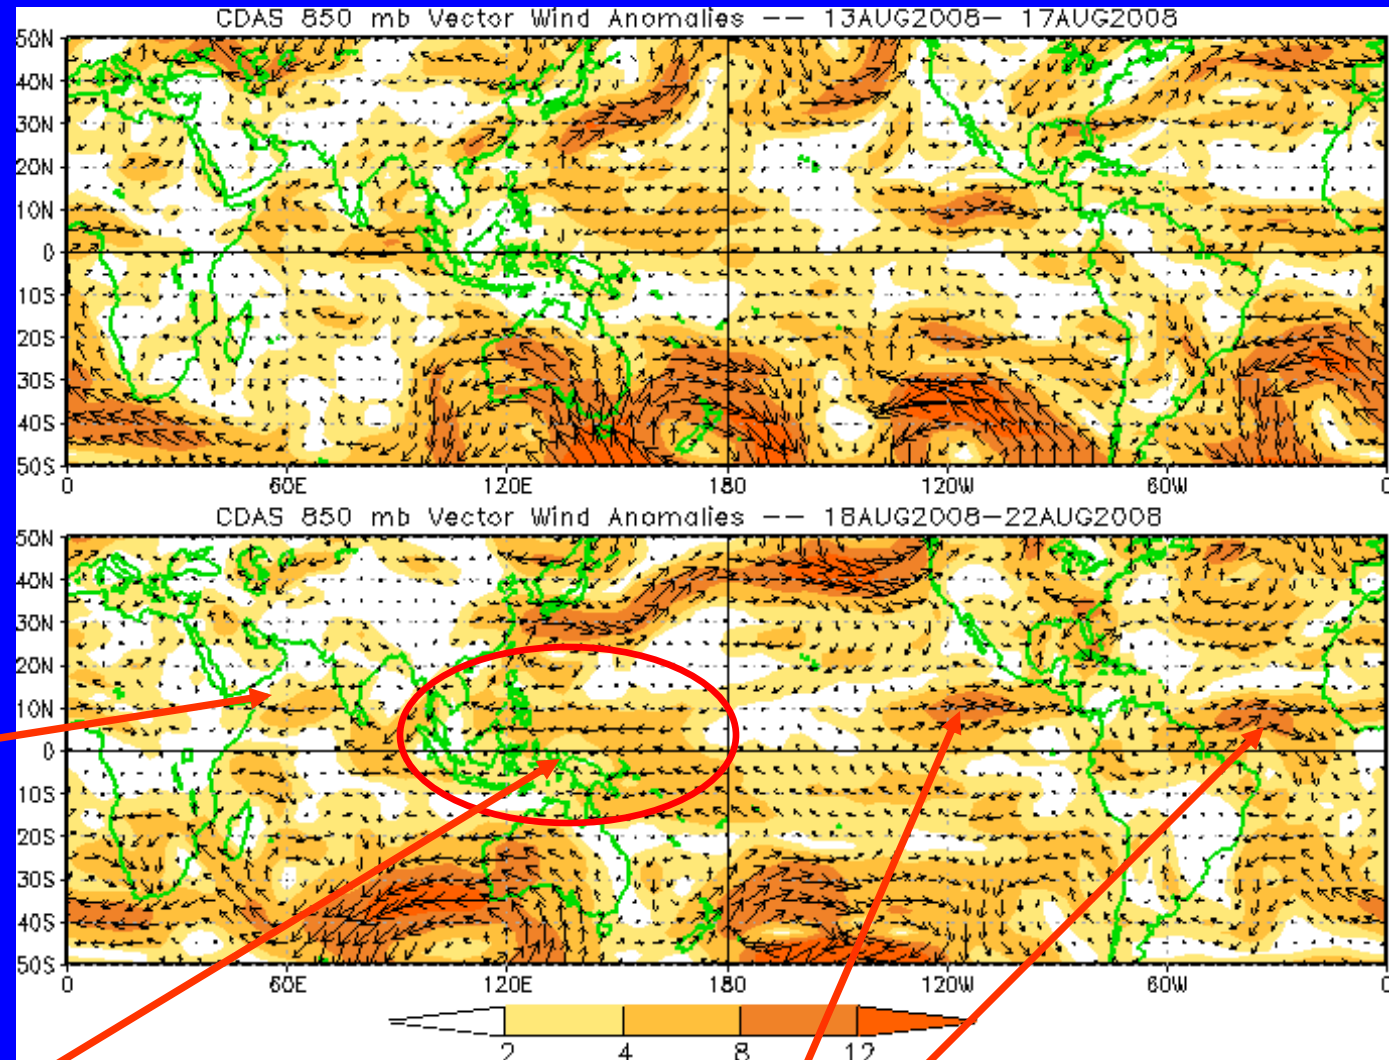 CDAS 850 mb Vector Wind Anomalies -- 13AUG2008- 17AUG2008
50N
40N
30N
20N
10N
0
10S
20S
30S
40S
50S
0 60E 120E 180 120W 60W 0
CDAS 850 mb Vector Wind Anomalies -- 18AUG2008-22AUG2008
50N
40N
30N
20N
10N
0
10S
20S
30S
40S
50S
0 60E 120E 180 120W 60W 0
2 4 8 12